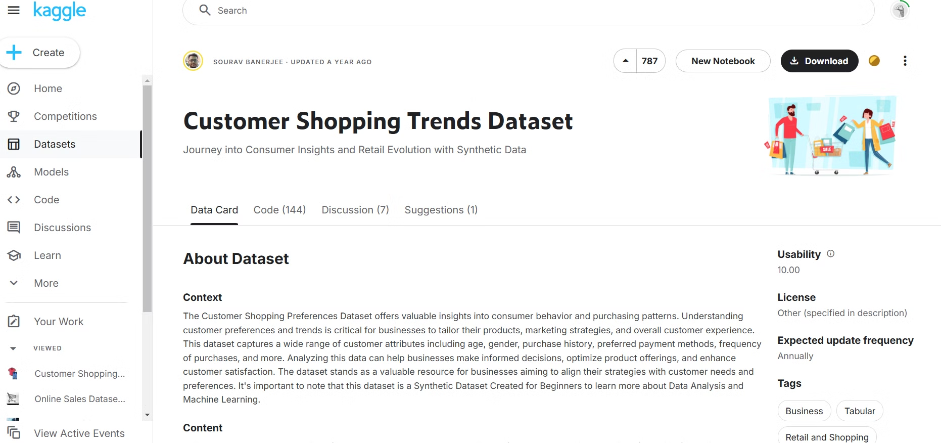 kaggle
Search
Create
Home
Competitions
Datasets
Models
Code
Discussions
Learn
More
Your Work
VIEWED
Customer Shopping...
Online Sales Datase...
View Active Events
SOURAV BANERJEE · UPDATED A YEAR AGO
787
New Notebook
Download
Customer Shopping Trends Dataset
Journey into Consumer Insights and Retail Evolution with Synthetic Data
SALE
Data Card Code (144) Discussion (7) Suggestions (1)
About Dataset
Context
The Customer Shopping Preferences Dataset offers valuable insights into consumer behavior and purchasing patterns. Understanding
customer preferences and trends is critical for businesses to tailor their products, marketing strategies, and overall customer experience.
This dataset captures a wide range of customer attributes including age, gender, purchase history, preferred payment methods, frequency
of purchases, and more. Analyzing this data can help businesses make informed decisions, optimize product offerings, and enhance
customer satisfaction. The dataset stands as a valuable resource for businesses aiming to align their strategies with customer needs and
preferences. It's important to note that this dataset is a Synthetic Dataset Created for Beginners to learn more about Data Analysis and
Machine Learning.
Content
Usability
10.00
License
Other (specified in description)
Expected update frequency
Annually
Tags
Business Tabular
Retail and Shopping